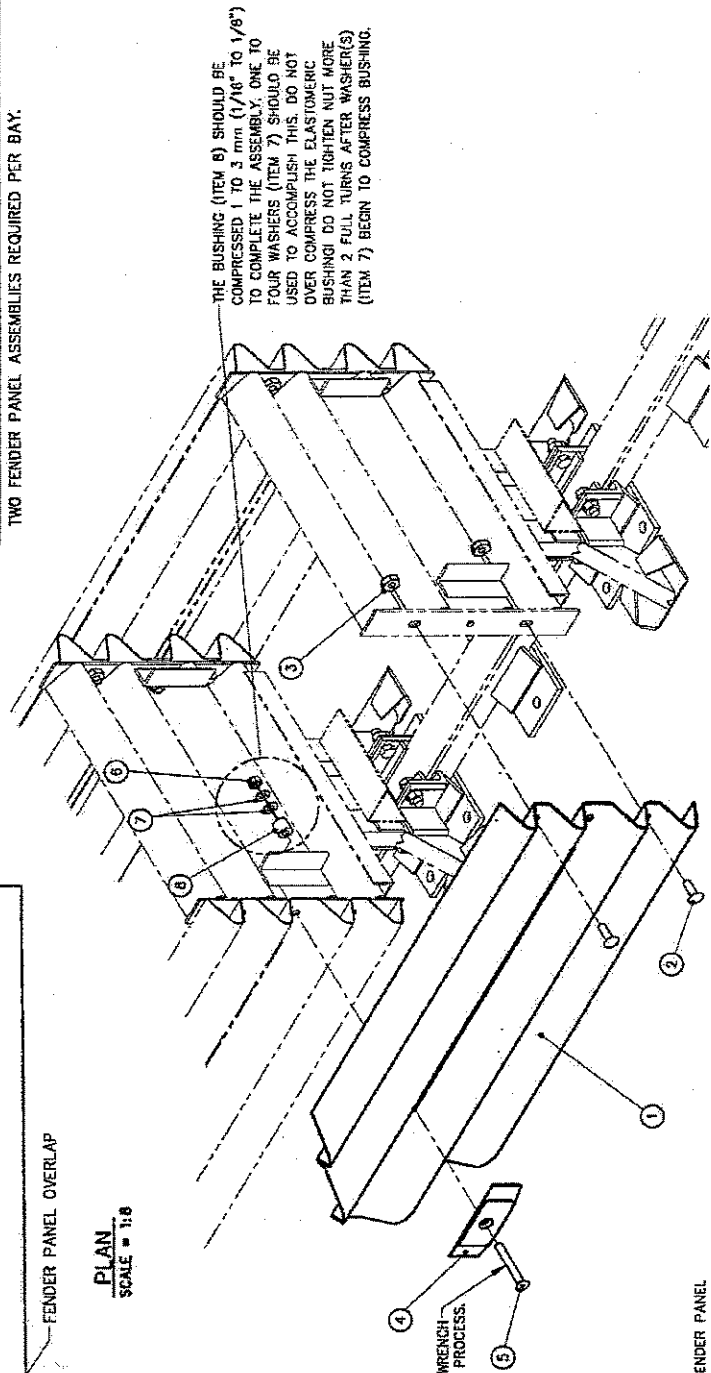 TWO FENDER PANEL ASSEMBLIES REQUIRED PER BAY.
THE BUSHING (ITEM 8) SHOULD BE
COMPRESSED 1 TO 3 mm (1/16" TO 1/8")
TO COMPLETE THE ASSEMBLY. ONE TO
FOUR WASHERS (ITEM 7) SHOULD BE
USED TO ACCOMPLISH THIS. DO NOT
OVER COMPRESS THE ELASTOMERIC
BUSHING! DO NOT TIGHTEN NUT MORE
THAN 2 FULL TURNS AFTER WASHER(S)
(ITEM 7) BEGIN TO COMPRESS BUSHING.
FENDER PANEL OVERLAP
PLAN
SCALE = 1:8
6
7
8
3
4
WRENCH
PROCESS.
5
1
2
ENDER PANEL